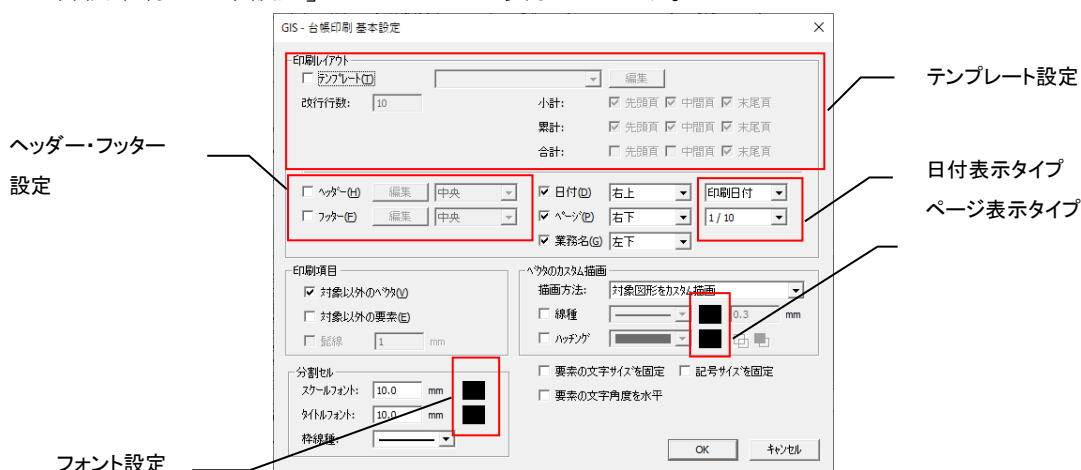 GIS - 台帳印刷 基本設定
印刷レイアウト
テンプレート(T)
編集
改行行数:
10
小計:
先頭頁
中間頁
末尾頁
累計:
先頭頁
中間頁
末尾頁
合計:
先頭頁
中間頁
末尾頁
テンプレート設定
ヘッダー・フッター
設定
ヘッダー(H)
編集
中央
日付(D)
右上
印刷日付
フッター(F)
編集
中央
ページ(P)
右下
1 / 10
業務名(G)
左下
日付表示タイプ
ページ表示タイプ
印刷項目
対象以外のベクタ(V)
対象以外の要素(E)
髭線
1
mm
ベクタのカスタム描画
描画方法:
対象図形をカスタム描画
線種
0.3
mm
ハッチング
分割セル
スケールフォント:
10.0
mm
タイトルフォント:
10.0
mm
枠線種:
要素の文字サイズを固定
記号サイズを固定
要素の文字角度を水平
OK
キャンセル
フォント設定